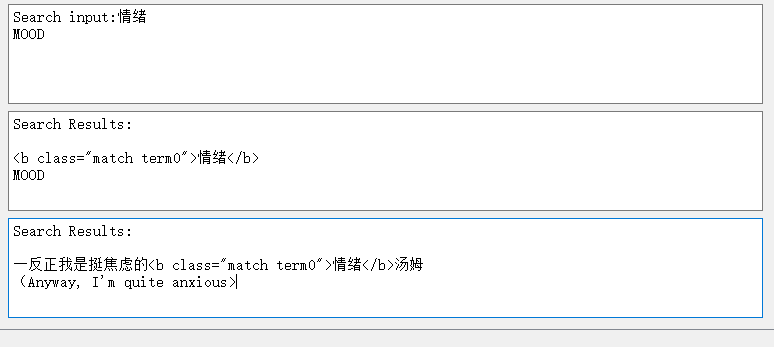 Search input:情绪
MOOD
Search Results:
<b class="match term0">情绪</b>
MOOD
Search Results:
一反正我是挺焦虑的<b class="match term0">情绪</b>汤姆
（Anyway, I'm quite anxious>